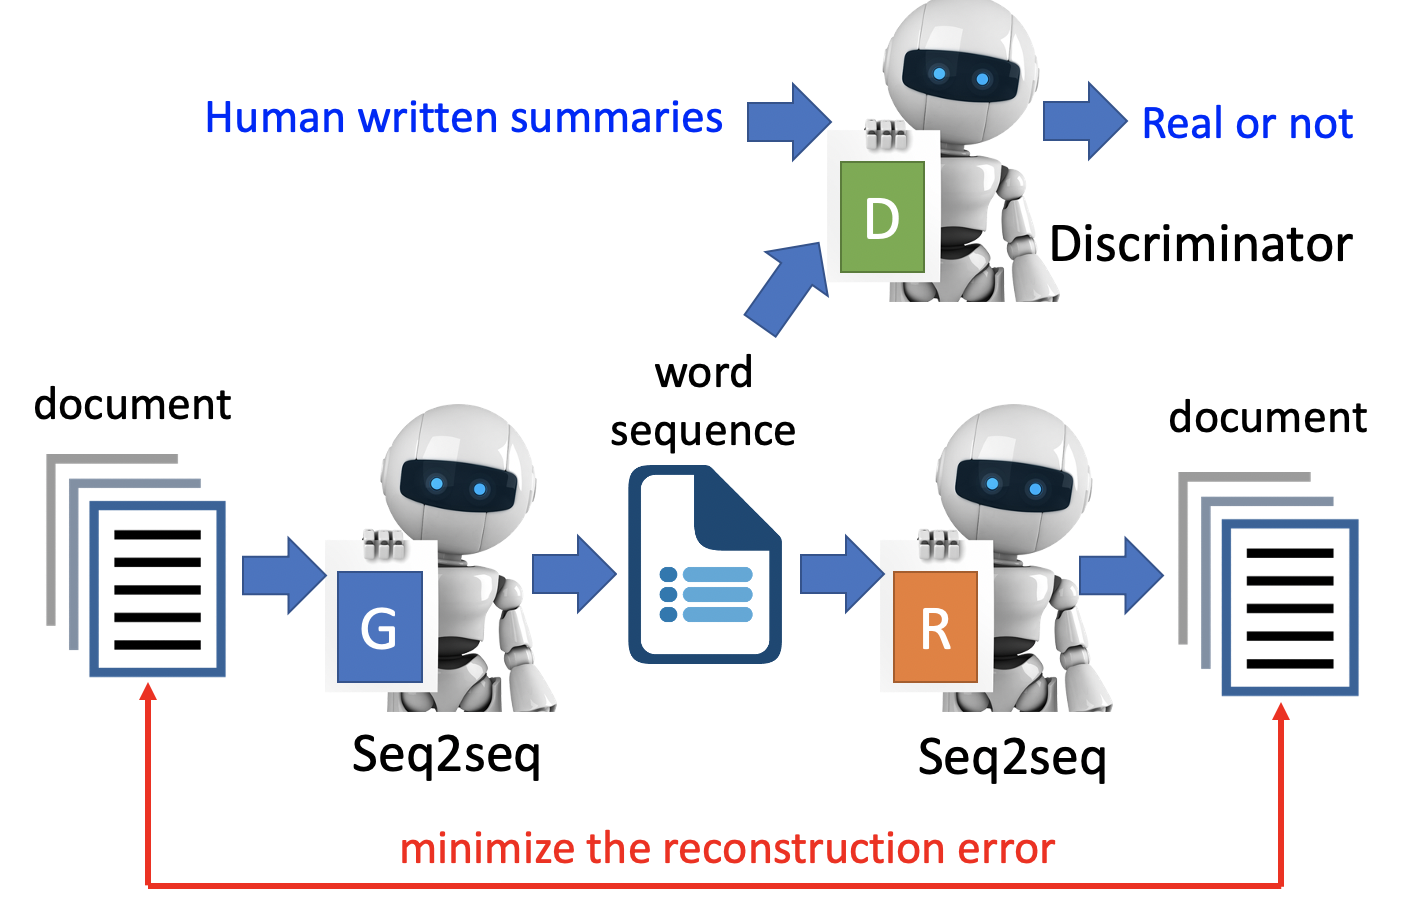 Human written summaries
Real or not
D
Discriminator
word
sequence
document
document
G
R
Seq2seq
Seq2seq
minimize the reconstruction error